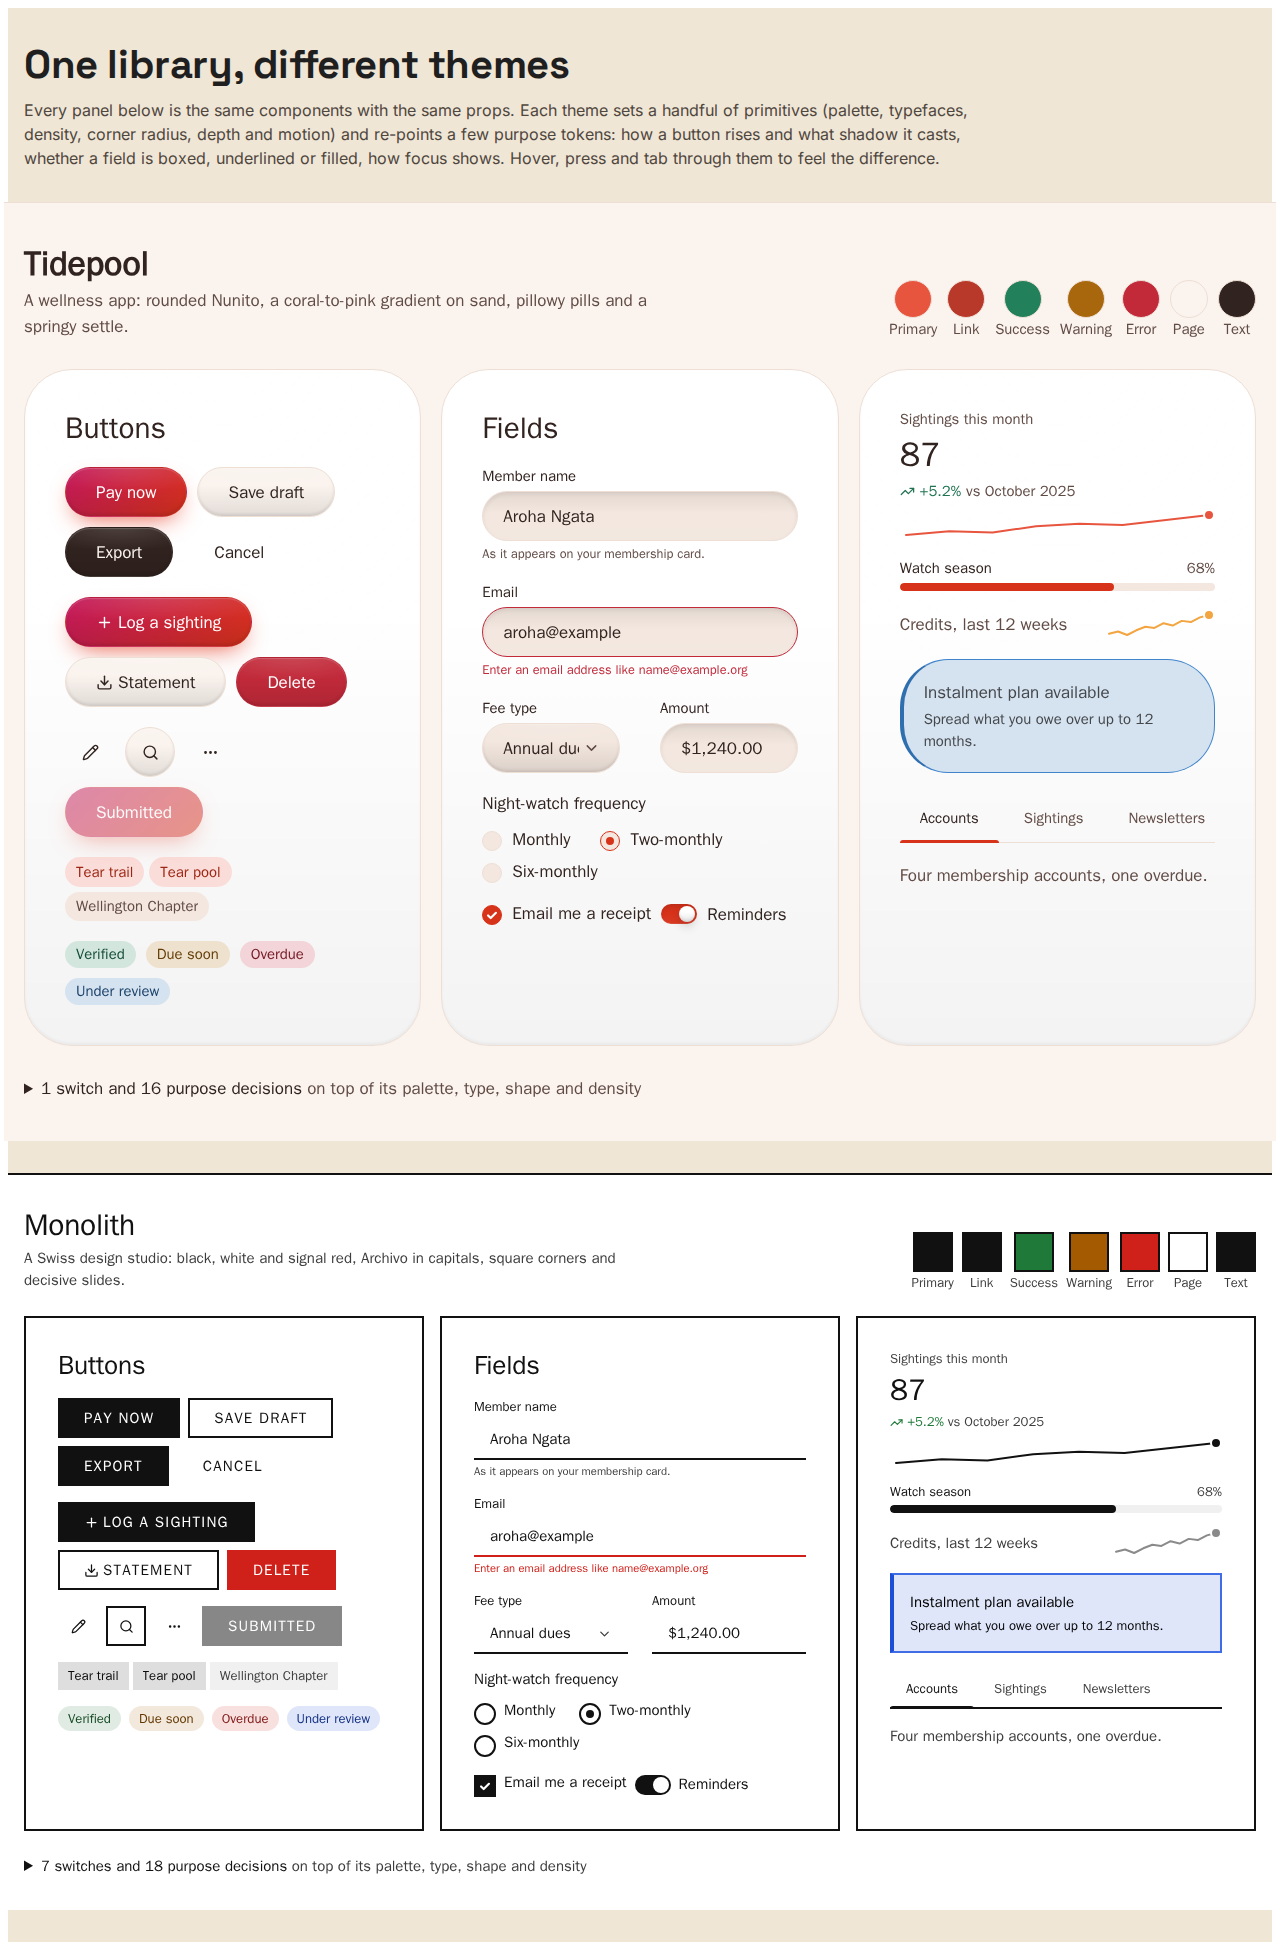 One library, different themes
Every panel below is the same components with the same props. Each theme sets a handful of primitives (palette, typefaces,
density, corner radius, depth and motion) and re-points a few purpose tokens: how a button rises and what shadow it casts,
whether a field is boxed, underlined or filled, how focus shows. Hover, press and tab through them to feel the difference.
Tidepool
A wellness app: rounded Nunito, a coral-to-pink gradient on sand, pillowy pills and a
springy settle.
Primary Link Success Warning Error Page Text
Buttons
Pay now Save draft
Export Cancel
+ Log a sighting
Statement Delete
Submitted
Tear trail Tear pool
Wellington Chapter
Verified Due soon Overdue
Under review
Fields
Member name
Aroha Ngata
As it appears on your membership card.
Email
aroha@example
Enter an email address like name@example.org
Fee type Amount
Annual du $1,240.00
Night-watch frequency
Monthly Two-monthly
Six-monthly
Email me a receipt Reminders
Sightings this month
87
+5.2% vs October 2025
Watch season 68%
Credits, last 12 weeks
Instalment plan available
Spread what you owe over up to 12
months.
Accounts Sightings Newsletters
Four membership accounts, one overdue.
1 switch and 16 purpose decisions on top of its palette, type, shape and density
Monolith
A Swiss design studio: black, white and signal red, Archivo in capitals, square corners and
decisive slides.
Primary Link Success Warning Error Page Text
Buttons
PAY NOW SAVE DRAFT
EXPORT CANCEL
+ LOG A SIGHTING
STATEMENT DELETE
SUBMITTED
Tear trail Tear pool Wellington Chapter
Verified Due soon Overdue Under review
Fields
Member name
Aroha Ngata
As it appears on your membership card.
Email
aroha@example
Enter an email address like name@example.org
Fee type Amount
Annual dues $1,240.00
Night-watch frequency
Monthly Two-monthly
Six-monthly
Email me a receipt Reminders
Sightings this month
87
+5.2% vs October 2025
Watch season 68%
Credits, last 12 weeks
Instalment plan available
Spread what you owe over up to 12 months.
Accounts Sightings Newsletters
Four membership accounts, one overdue.
7 switches and 18 purpose decisions on top of its palette, type, shape and density